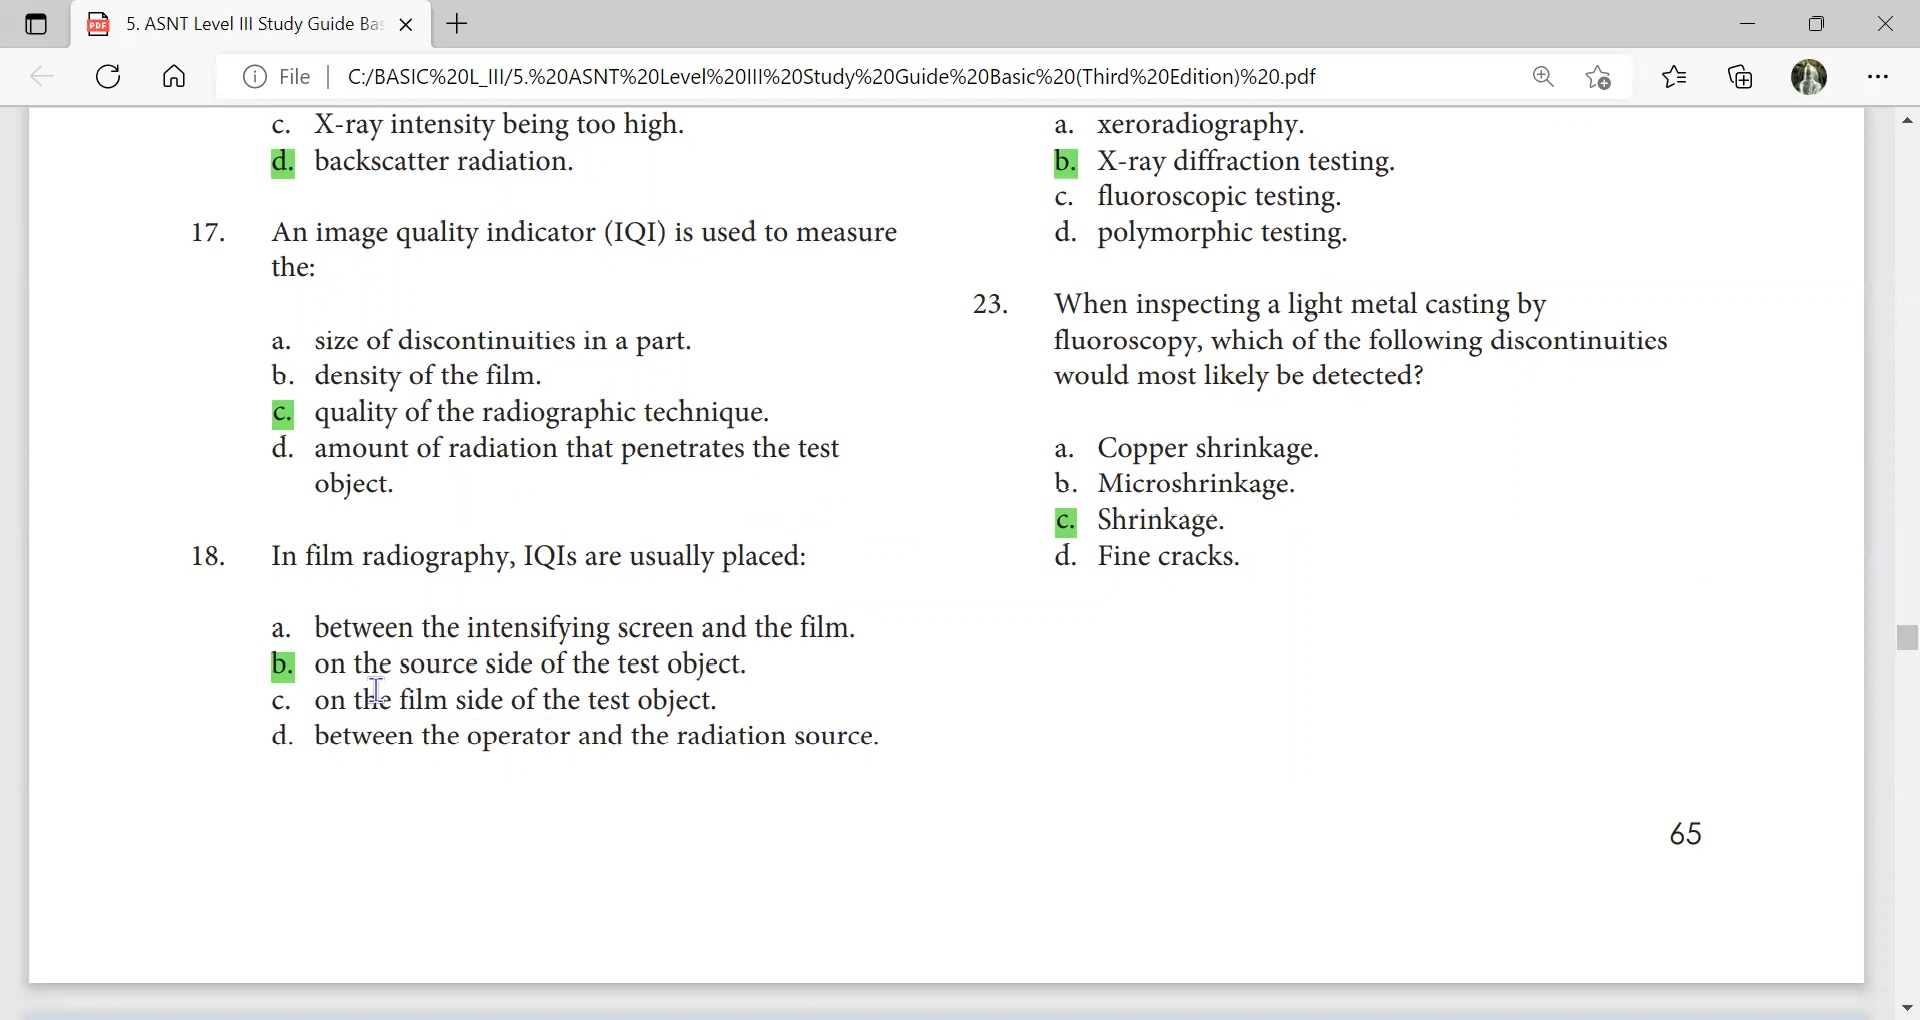 5. ASNT Level III Study Guide Bas
File
C:/BASIC%20L_III/5.%20ASNT%20Level%20III%20Study%20Guide%20Basic%20(Third%20Edition)%20.pdf
c. X-ray intensity being too high.
d. backscatter radiation.
17. An image quality indicator (IQI) is used to measure
the:
a. size of discontinuities in a part.
b. density of the film.
c. quality of the radiographic technique.
d. amount of radiation that penetrates the test
object.
18. In film radiography, IQIs are usually placed:
a. between the intensifying screen and the film.
b. on the source side of the test object.
c. on the film side of the test object.
d. between the operator and the radiation source.
a. xeroradiography.
b. X-ray diffraction testing.
c. fluoroscopic testing.
d. polymorphic testing.
23. When inspecting a light metal casting by
fluoroscopy, which of the following discontinuities
would most likely be detected?
a. Copper shrinkage.
b. Microshrinkage.
c. Shrinkage.
d. Fine cracks.
65